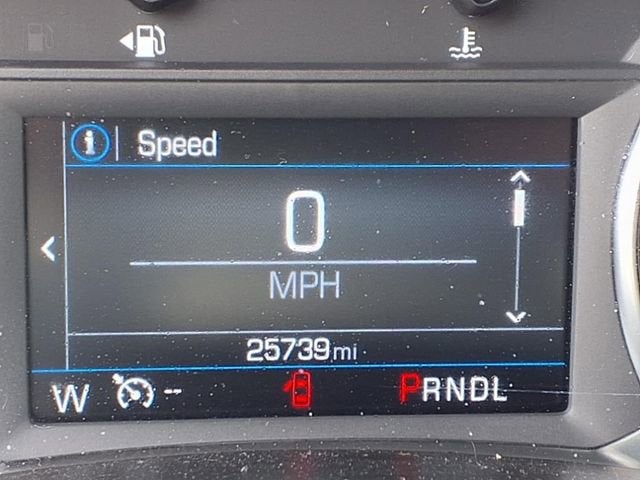 i Speed
0
MPH
25739 mi
W -- PRNDL